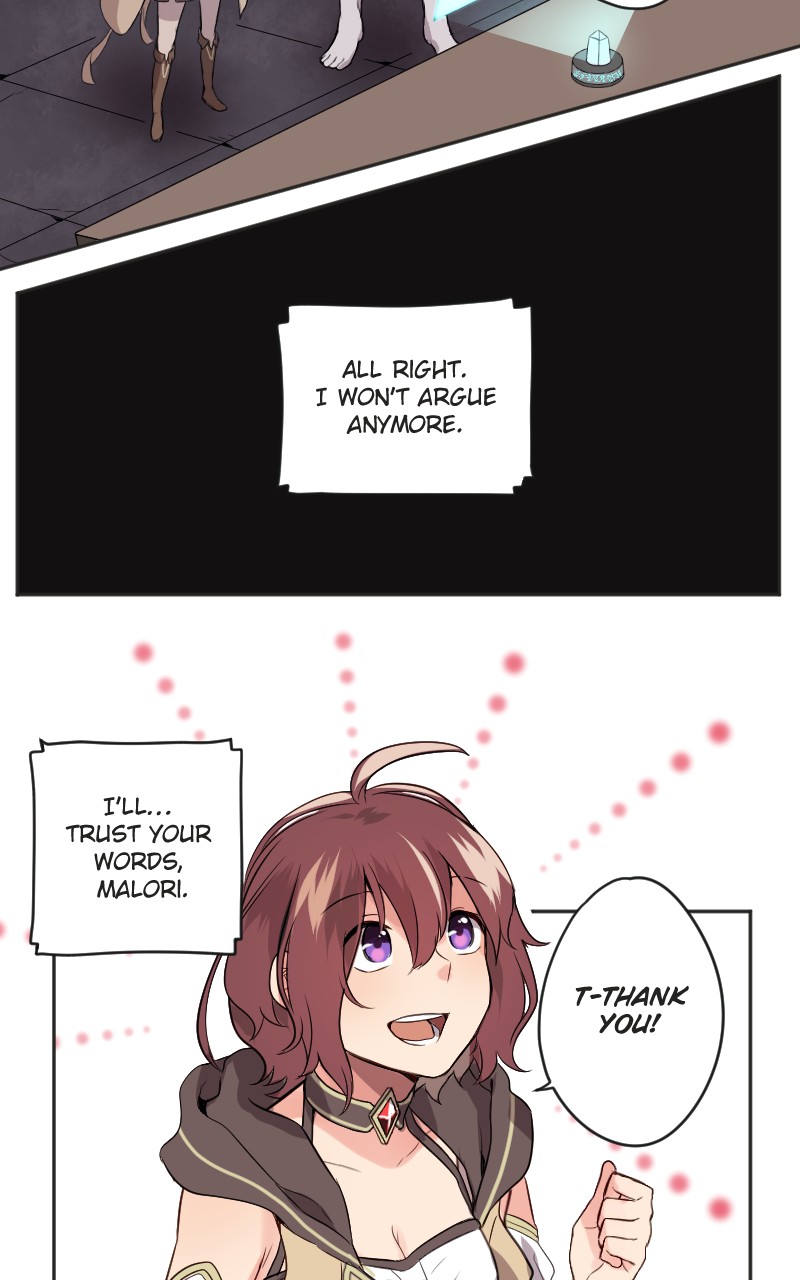 ALL RIGHT.
I WON'T ARGUE
ANYMORE.
I'LL...
TRUST YOUR
WORDS,
MALORI.
T-THANK
YOU!